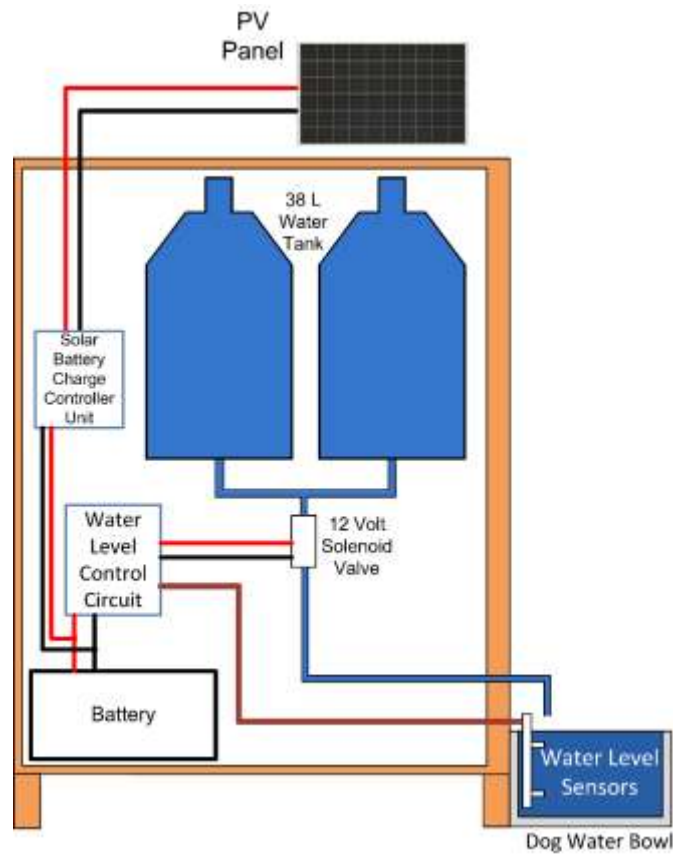 PV
Panel
38 L
Water
Tank
Solar
Battery
Charge
Controller
Unit
Water
Level
Control
Circuit
12 Volt
Solenoid
Valve
Battery
Water Level
Sensors
Dog Water Bowl